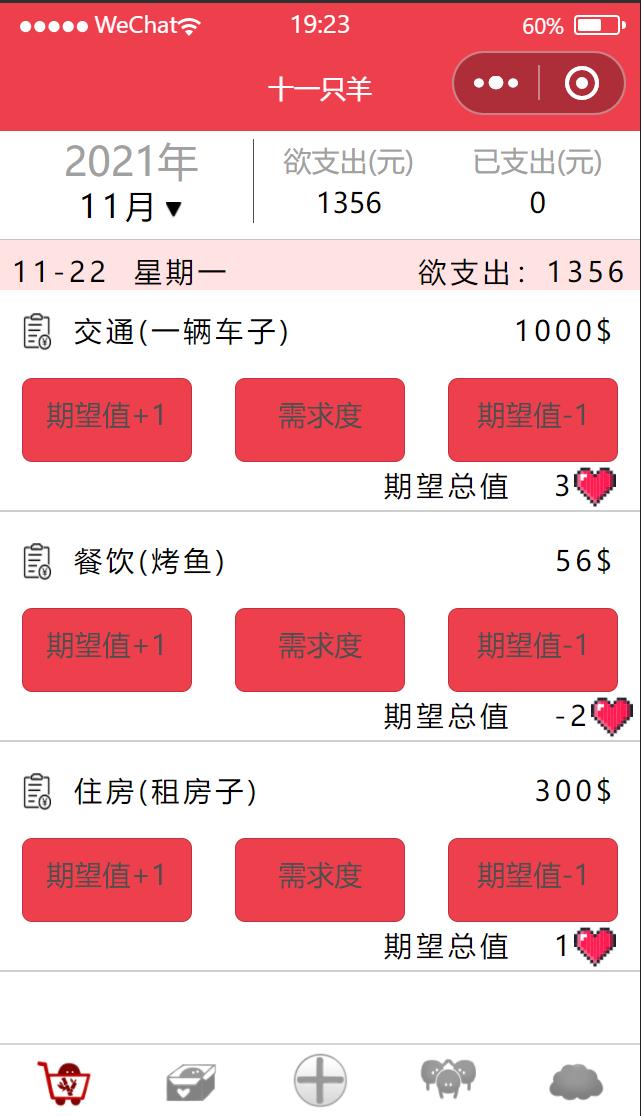 WeChat 19:23 60%
十一只羊
2021年 欲支出(元) 已支出(元)
11月 1356 0
11-22 星期一 欲支出: 1356
交通(一辆车子) 1000$
期望值+1 需求度 期望值-1
期望总值 3
餐饮(烤鱼) 56$
期望值+1 需求度 期望值-1
期望总值 -2
住房(租房子) 300$
期望值+1 需求度 期望值-1
期望总值 1